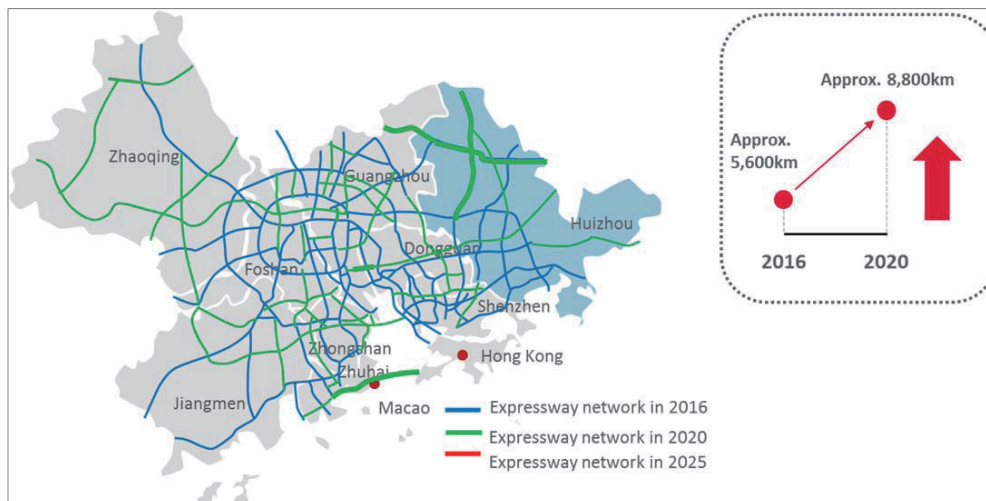 Zhaoqing
Guangzhou
Huizhou
Dongguan
Foshan
Shenzhen
Zhongshan
Hong Kong
Zhuhai
Jiangmen
Macao
Expressway network in 2016
Expressway network in 2020
Expressway network in 2025
Approx. 8,800km
Approx.
5,600km
2016
2020